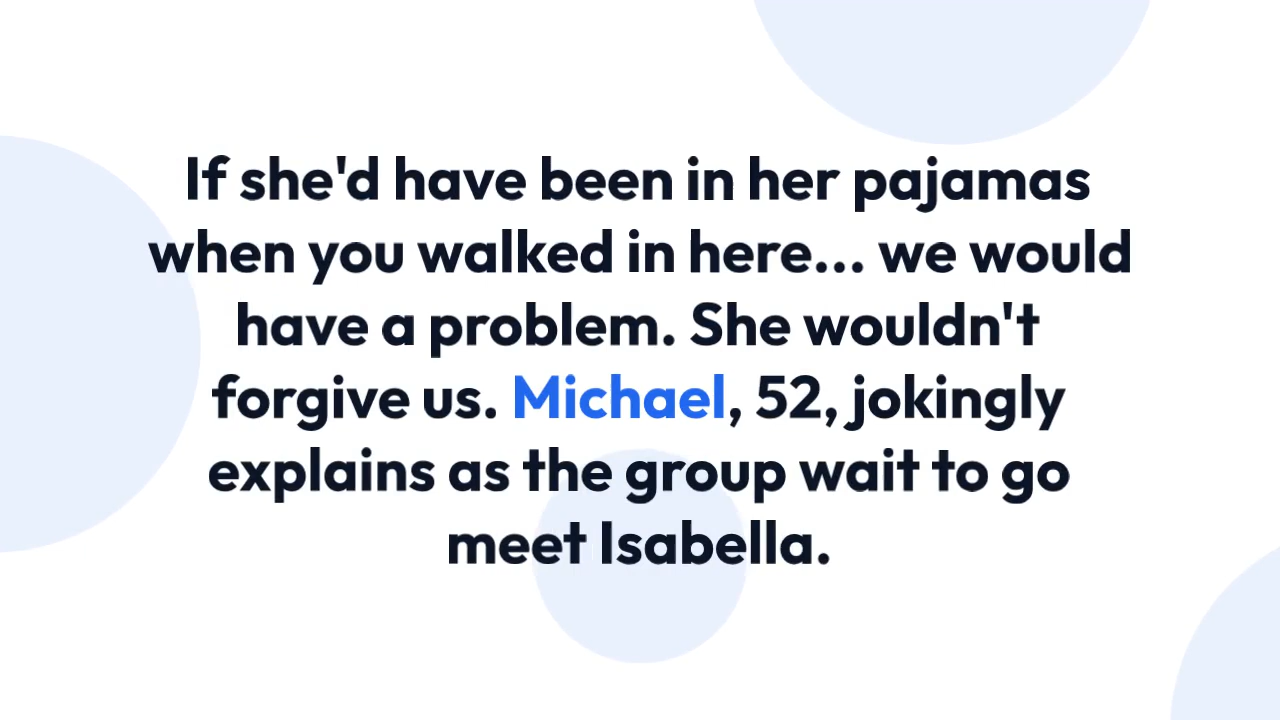 If she'd have been in her pajamas
when you walked in here... we would
have a problem. She wouldn't
forgive us. Michael, 52, jokingly
explains as the group wait to go
meet Isabella.